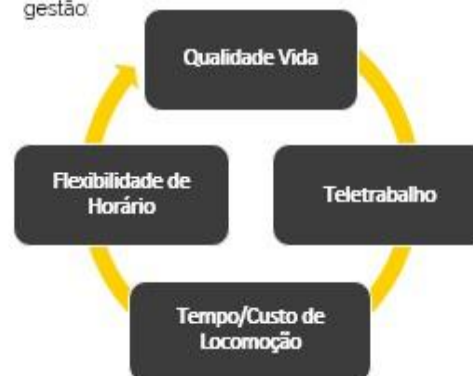 gestão:
Qualidade Vida
Teletrabalho
Tempo/Custo de
Locomoção
Flexibilidade de
Horário